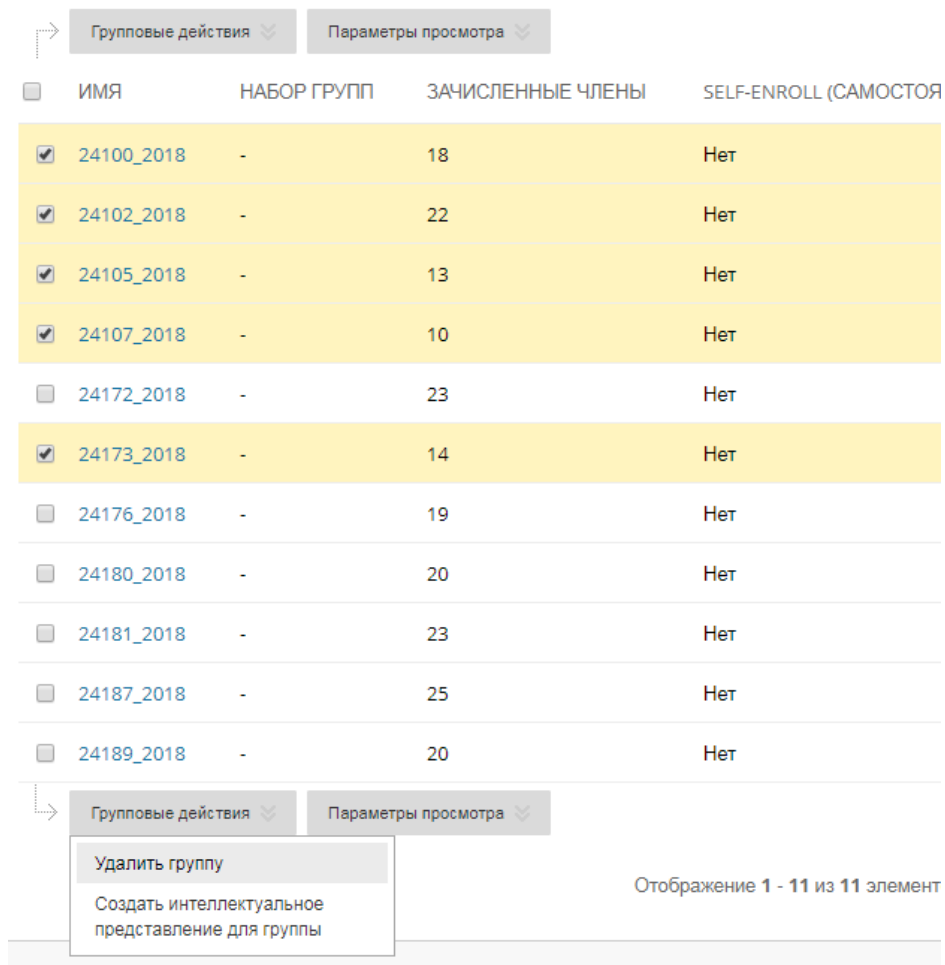 Групповые действия Параметры просмотра
ИМЯ НАБОР ГРУПП ЗАЧИСЛЕННЫЕ ЧЛЕНЫ SELF-ENROLL (САМОСТОЯ
24100_2018 - 18 Нет
24102_2018 - 22 Нет
24105_2018 - 13 Нет
24107_2018 - 10 Нет
24172_2018 - 23 Нет
24173_2018 - 14 Нет
24176_2018 - 19 Нет
24180_2018 - 20 Нет
24181_2018 - 23 Нет
24187_2018 - 25 Нет
24189_2018 - 20 Нет
Групповые действия Параметры просмотра
Удалить группу
Отображение 1 - 11 из 11 элемент
Создать интеллектуальное
представление для группы